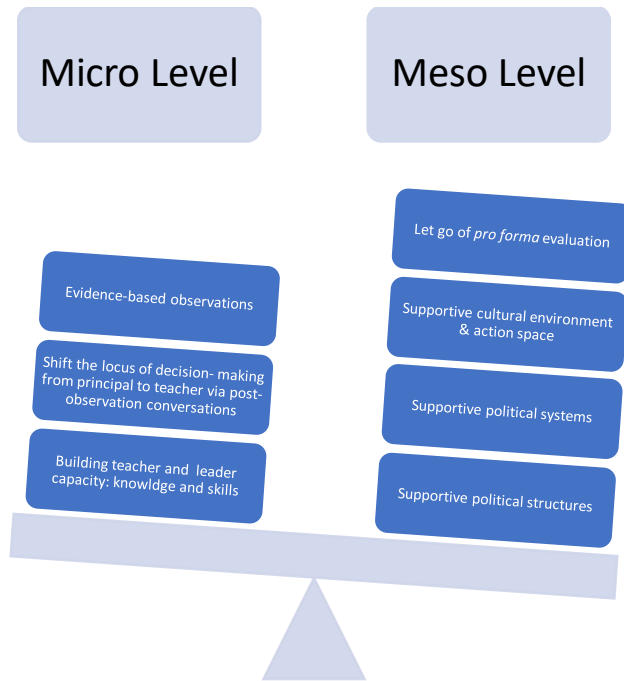 Micro Level
Meso Level
Evidence-based observations
Shift the locus of decision- making
from principal to teacher via post-
observation conversations
Building teacher and  leader
capacity: knowldge and skills
Let go of pro forma evaluation
Supportive cultural environment
& action space
Supportive political systems
Supportive political structures